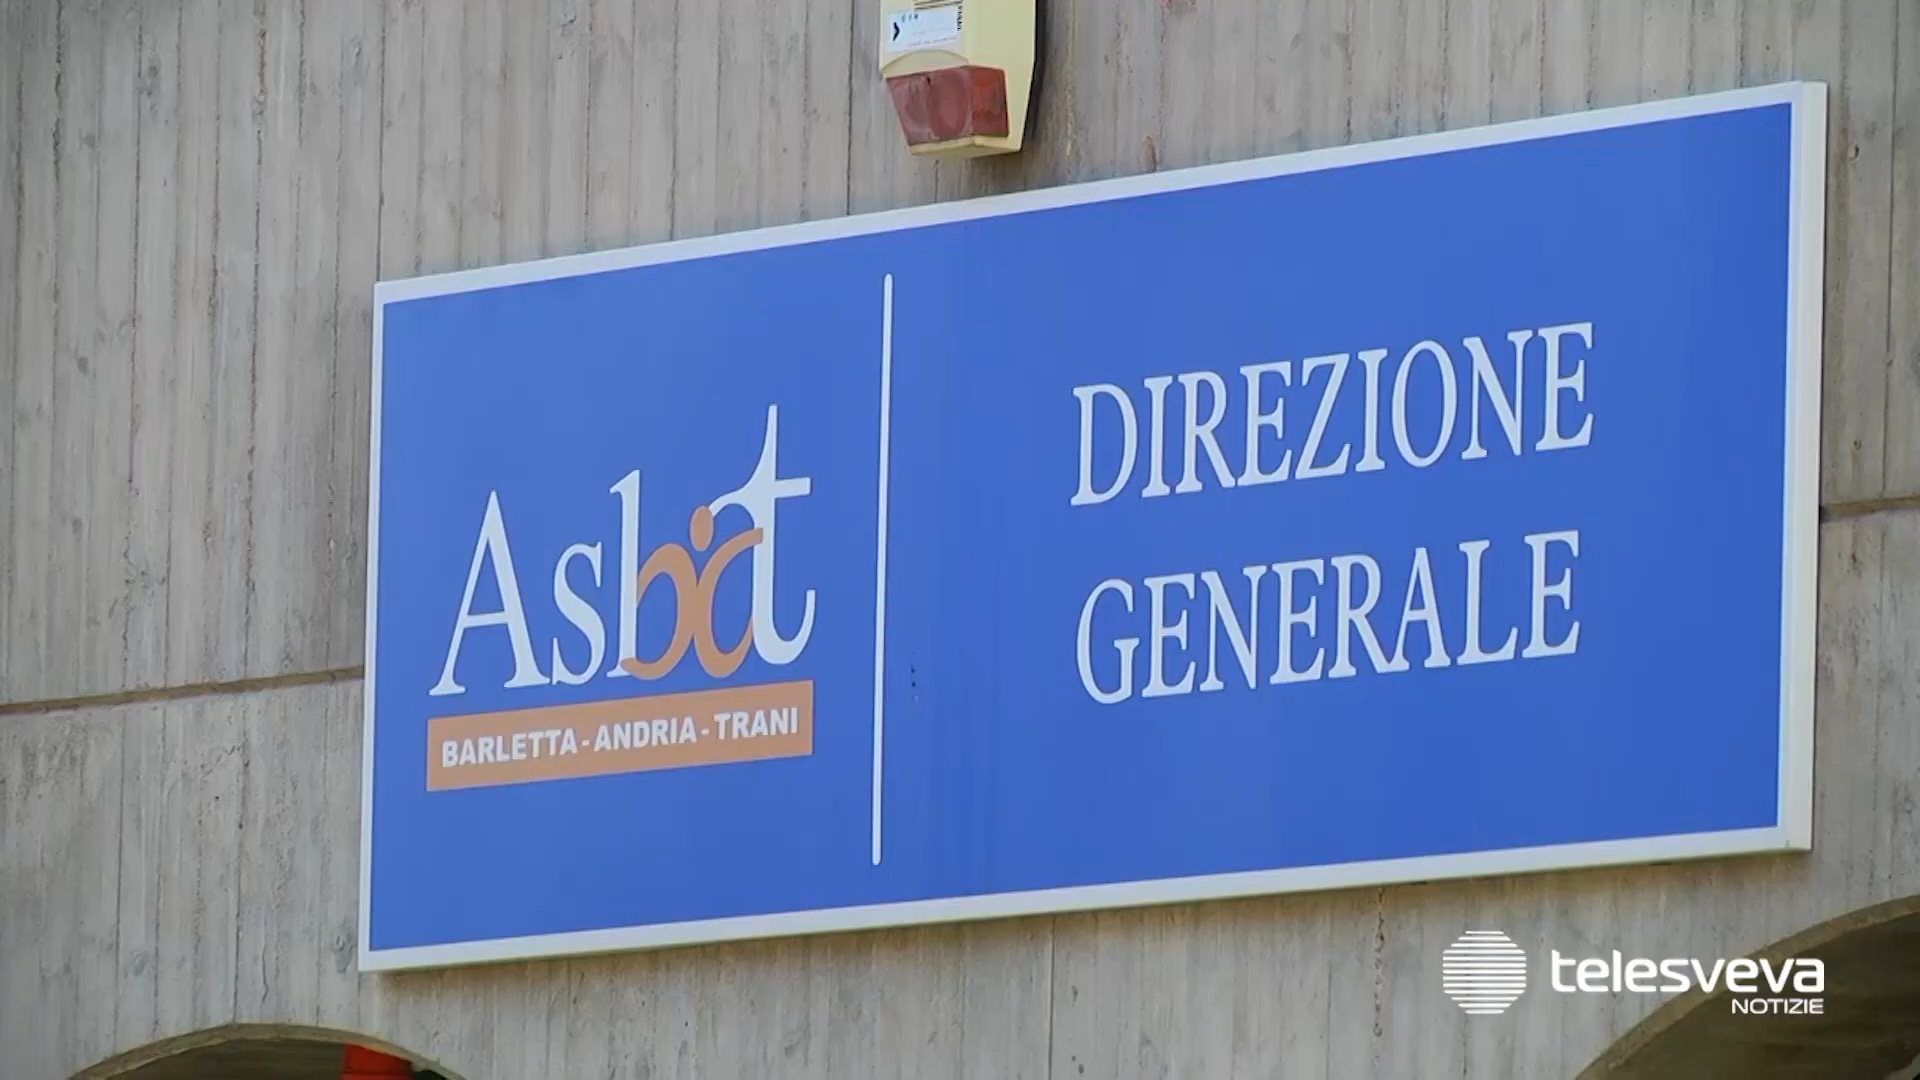 Asbat
BARLETTA - ANDRIA - TRANI
DIREZIONE
GENERALE
telesveva
NOTIZIE